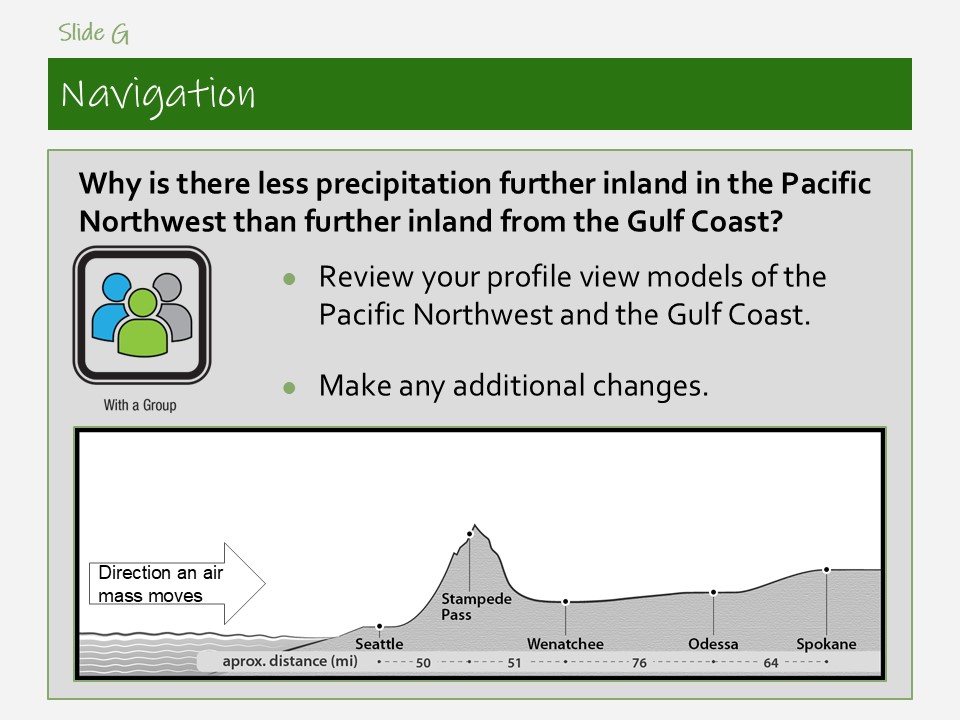 Slide G
Navigation
Why is there less precipitation further inland in the Pacific
Northwest than further inland from the Gulf Coast?
With a Group
● Review your profile view models of the
Pacific Northwest and the Gulf Coast.
● Make any additional changes.
Direction an air
mass moves
Stampede
Pass
Seattle
Wenatchee
Odessa
Spokane
aprox. distance (mi)
50
51
76
64